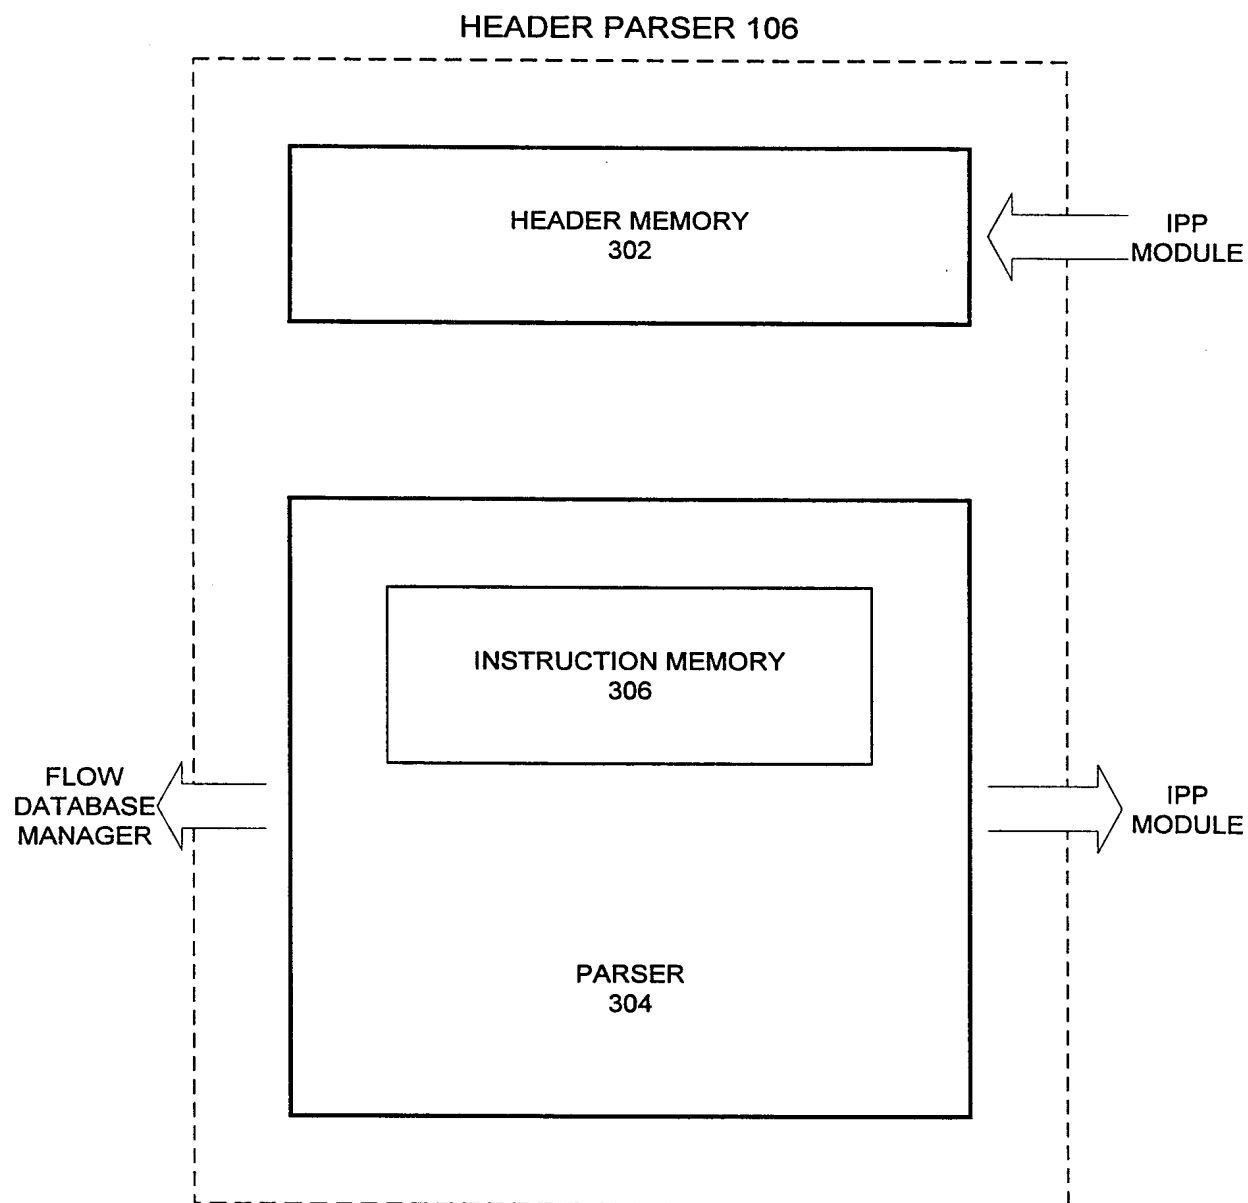 HEADER PARSER 106
HEADER MEMORY
302
IPP
MODULE
INSTRUCTION MEMORY
306
FLOW
DATABASE
MANAGER
IPP
MODULE
PARSER
304